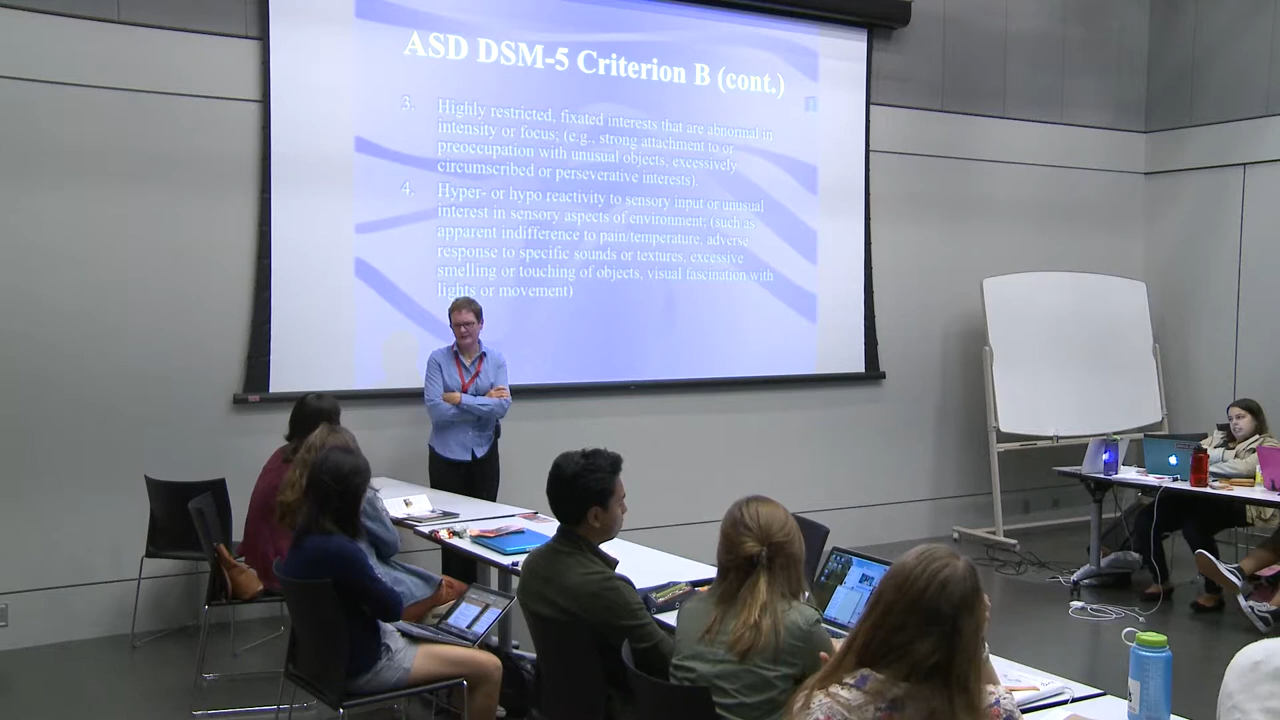 ASD DSM-5 Criterion B (cont.)
3. Highly restricted, fixated interests that are abnormal in
intensity or focus; (e.g., strong attachment to or
preoccupation with unusual objects, excessively
circumscribed or perseverative interests).
4. Hyper- or hypo reactivity to sensory input or unusual
interest in sensory aspects of environment; (such as
apparent indifference to pain/temperature, adverse
response to specific sounds or textures, excessive
smelling or touching of objects, visual fascination with
lights or movement)